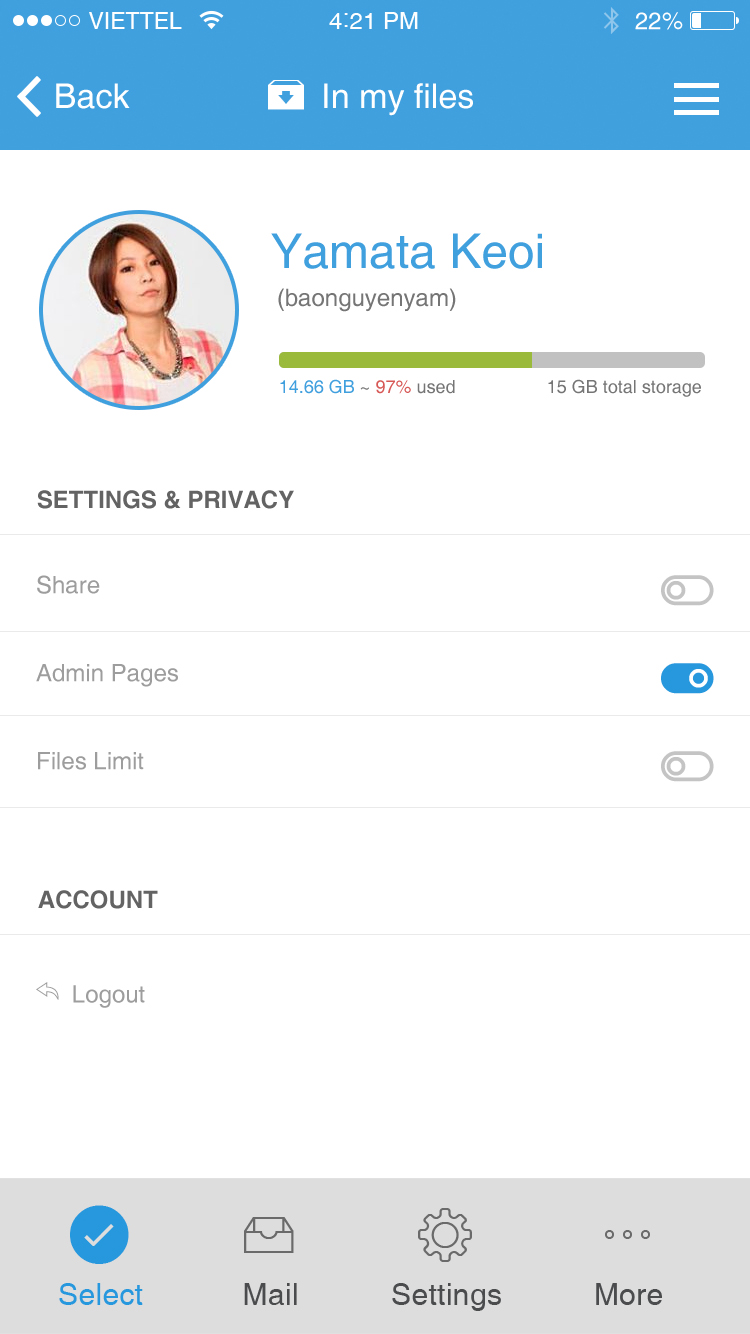 VIETTEL 4:21 PM 22%
Back In my files
Yamata Keoi
(baonguyenyam)
14.66 GB ~ 97% used 15 GB total storage
SETTINGS & PRIVACY
Share
Admin Pages
Files Limit
ACCOUNT
Logout
Select Mail Settings More